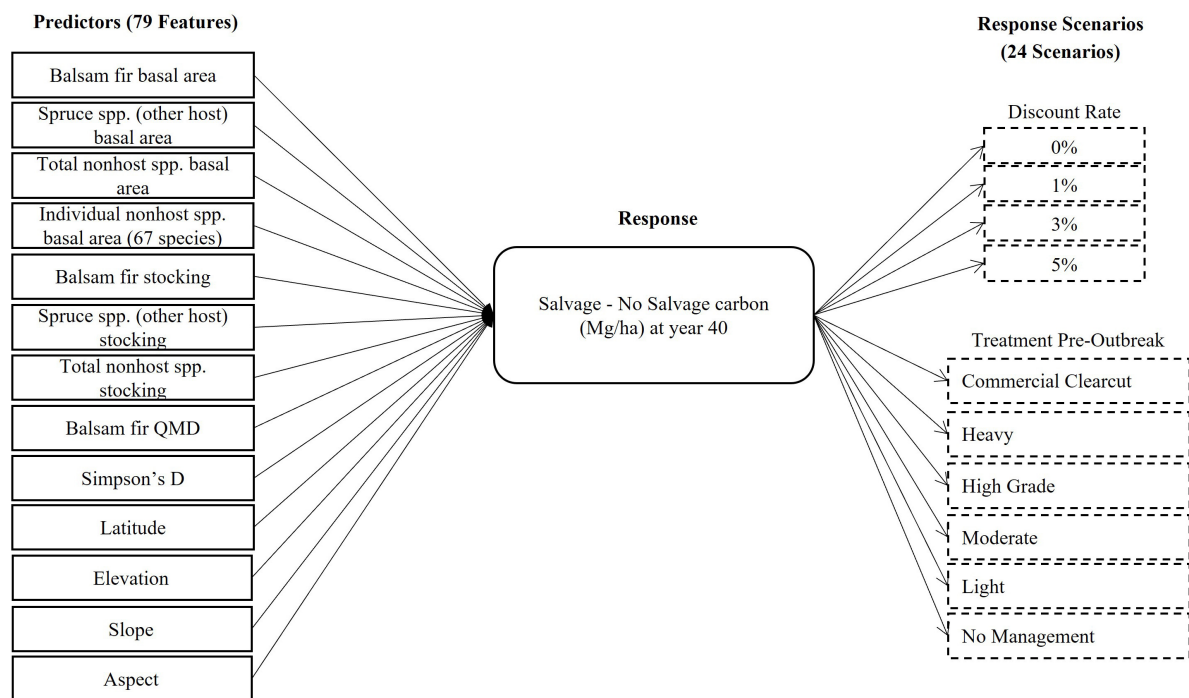 Predictors (79 Features)
Balsam fir basal area
Spruce spp. (other host)
basal area
Total nonhost spp. basal
area
Individual nonhost spp.
basal area (67 species)
Balsam fir stocking
Spruce spp. (other host)
stocking
Total nonhost spp.
stocking
Balsam fir QMD
Simpson’s D
Latitude
Elevation
Slope
Aspect
Response
Salvage - No Salvage carbon
(Mg/ha) at year 40
Response Scenarios
(24 Scenarios)
Discount Rate
0%
1%
3%
5%
Treatment Pre-Outbreak
Commercial Clearcut
Heavy
High Grade
Moderate
Light
No Management